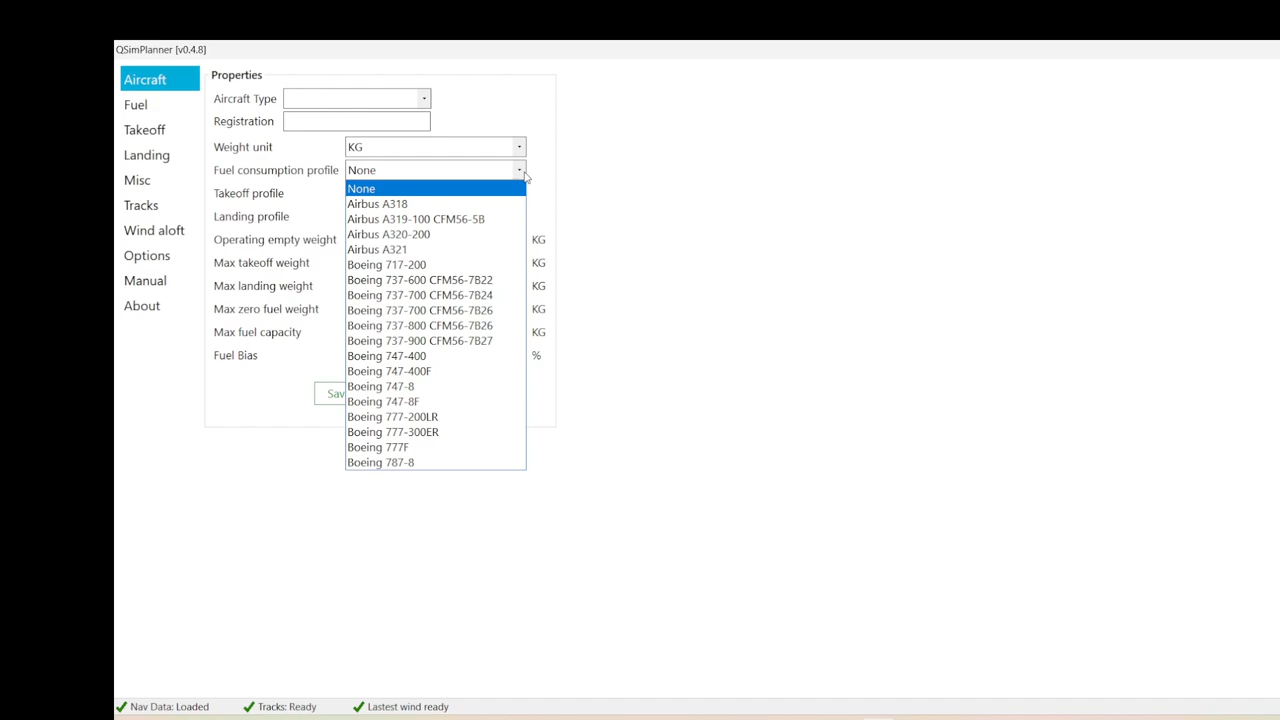 QSimPlanner [v0.4.8]
Aircraft
Fuel
Takeoff
Landing
Misc
Tracks
Wind aloft
Options
Manual
About
Properties
Aircraft Type
Registration
Weight unit KG
Fuel consumption profile None
Takeoff profile
Landing profile
Operating empty weight KG
Max takeoff weight KG
Max landing weight KG
Max zero fuel weight KG
Max fuel capacity KG
Fuel Bias %
Sav
None
Airbus A318
Airbus A319-100 CFM56-5B
Airbus A320-200
Airbus A321
Boeing 717-200
Boeing 737-600 CFM56-7B22
Boeing 737-700 CFM56-7B24
Boeing 737-700 CFM56-7B26
Boeing 737-800 CFM56-7B26
Boeing 737-900 CFM56-7B27
Boeing 747-400
Boeing 747-400F
Boeing 747-8
Boeing 747-8F
Boeing 777-200LR
Boeing 777-300ER
Boeing 777F
Boeing 787-8
Nav Data: Loaded Tracks: Ready Lastest wind ready